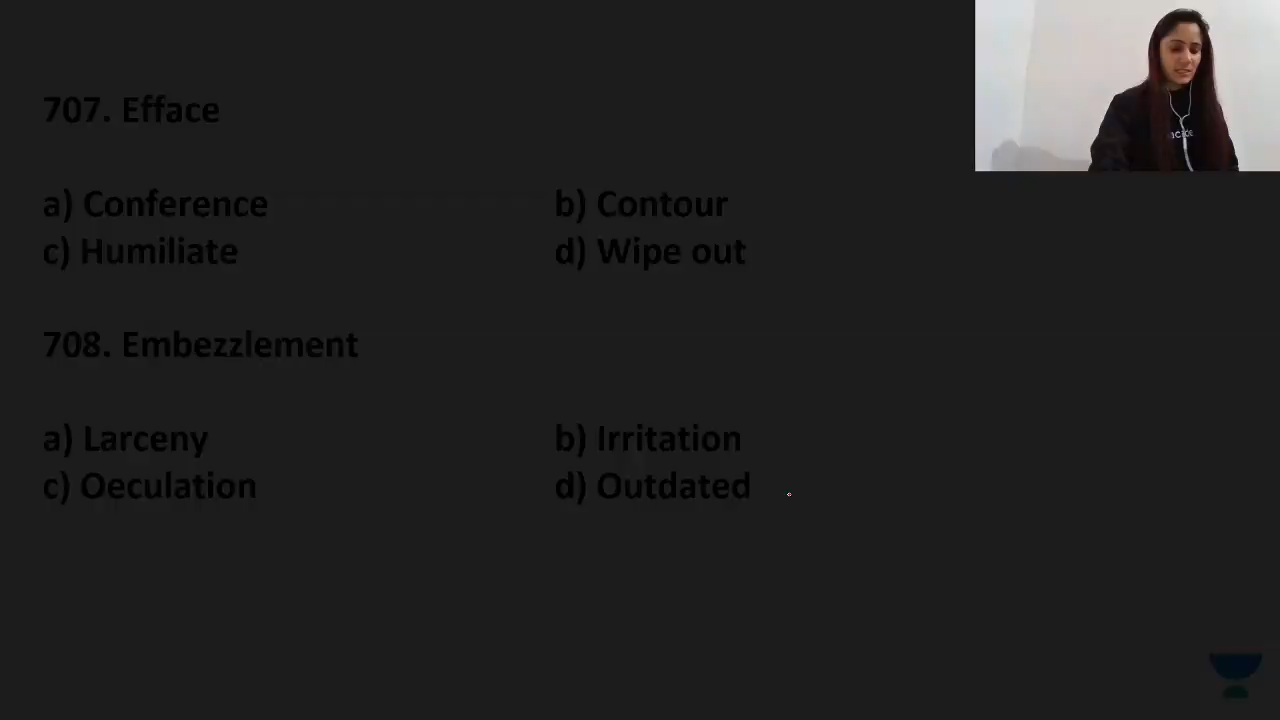 707. Efface
a) Conference b) Contour
c) Humiliate d) Wipe out
708. Embezzlement
a) Larceny b) Irritation
c) Oeculation d) Outdated